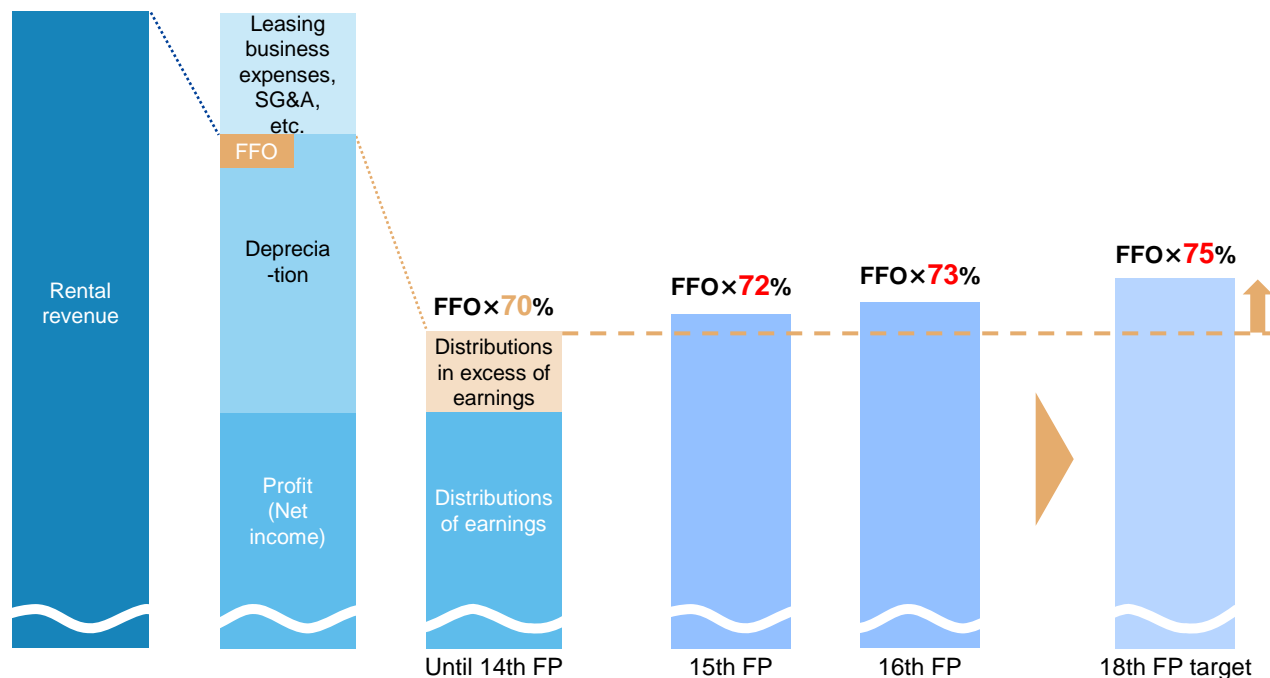 Rental
revenue
Leasing
business
expenses,
SG&A,
etc.
FFO
Deprecia
-tion
Profit
(Net
income)
FFO×70%
Distributions
in excess of
earnings
Distributions
of earnings
Until 14th FP
FFO×72%
15th FP
FFO×73%
16th FP
FFO×75%
18th FP target